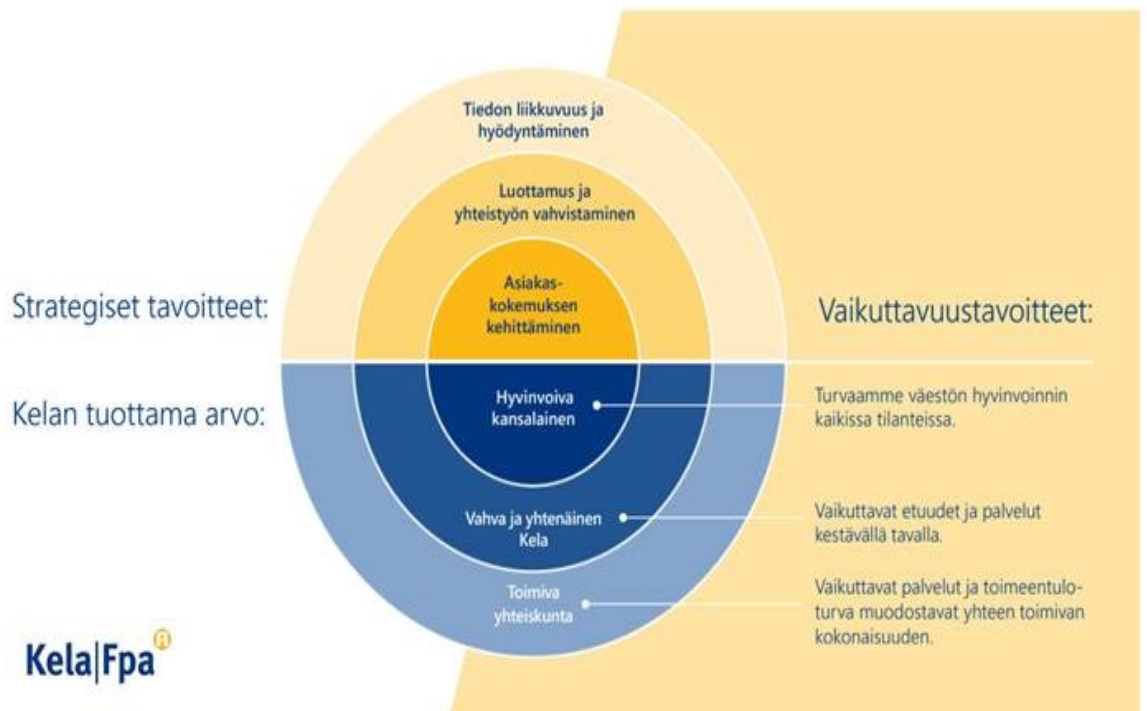 Tiedon liikkuvuus ja
hyödyntäminen
Luottamus ja
yhteistyön vahvistaminen
Asiakas-
kokemuksen
kehittäminen
Strategiset tavoitteet:
Vaikuttavuustavoitteet:
Kelan tuottama arvo:
Hyvinvoiva
kansalainen
Turvaamme väestön hyvinvoinnin
kaikissa tilanteissa.
Vahva ja yhtenäinen
Kela
Vaikuttavat etuudet ja palvelut
kestävällä tavalla.
Toimiva
yhteiskunta
Vaikuttavat palvelut ja toimeentulo-
turva muodostavat yhteen toimivan
kokonaisuuden.
Kela|Fpa